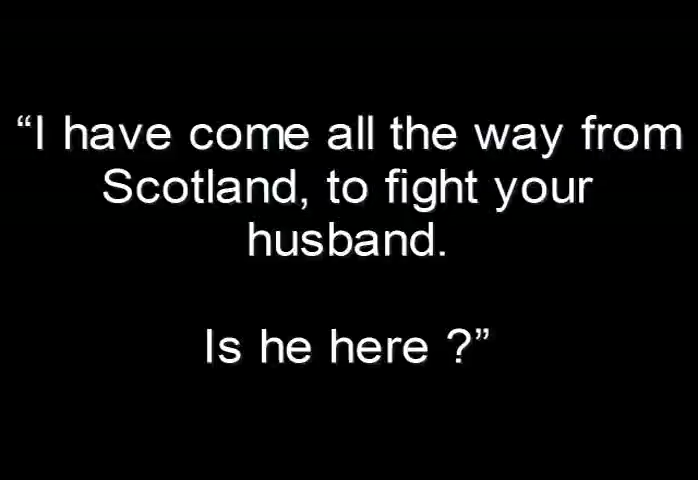 “I have come all the way from
Scotland, to fight your
husband.
Is he here ?”